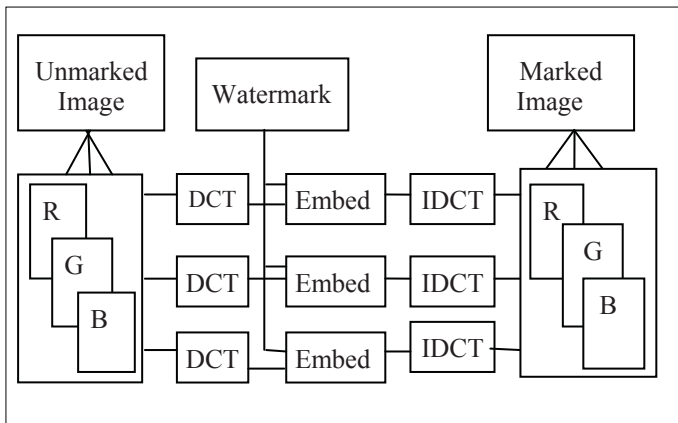 Unmarked
Image
Watermark
Marked
Image
R
G
B
DCT
Embed
IDCT
DCT
Embed
IDCT
DCT
Embed
IDCT
R
G
B